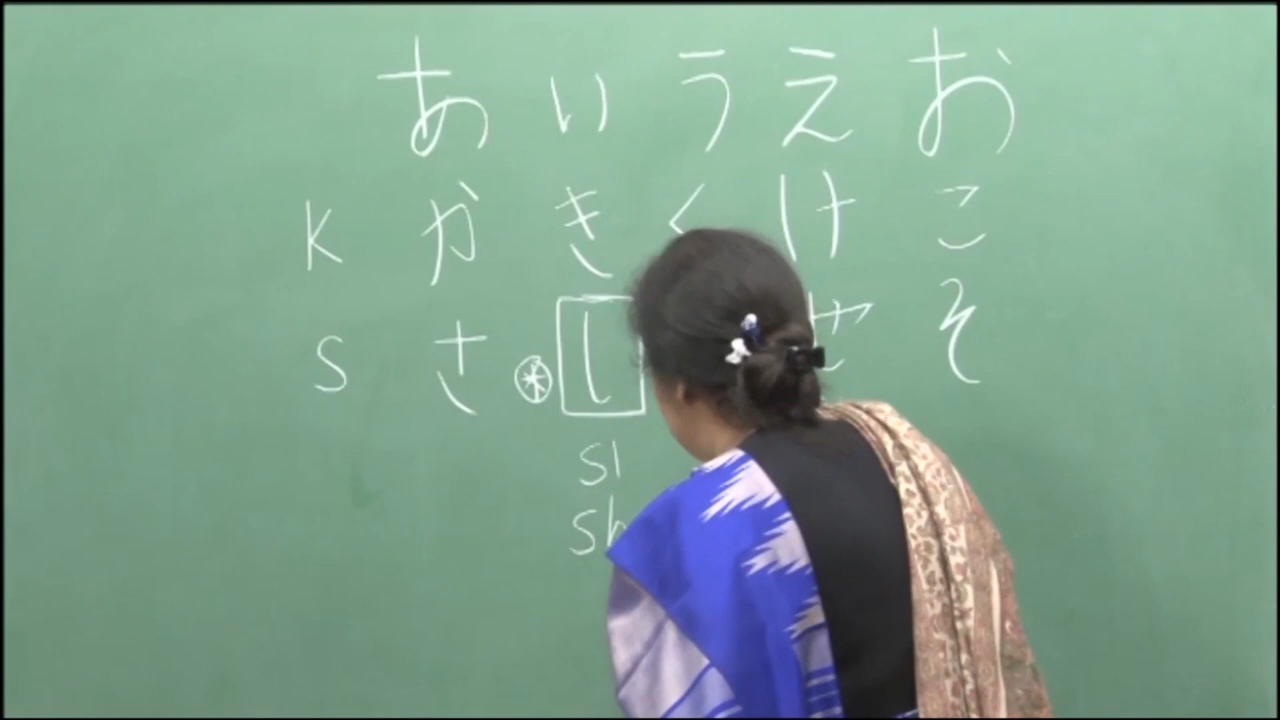 あ い う え お
K か き く け こ
S さ ⊛ し せ そ
si
sh